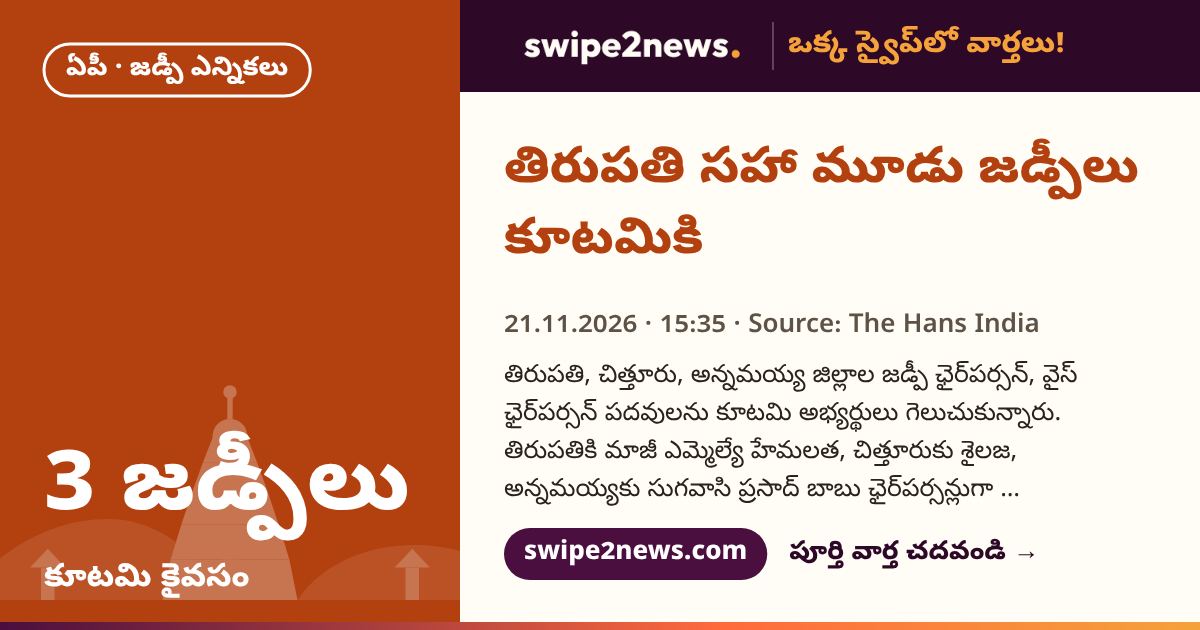 ఏపీ · జడ్పీ ఎన్నికలు
3 జడ్పీలు
కూటమి కైవసం
swipe2news.
ఒక్క స్వైప్‌లో వార్తలు!
తిరుపతి సహా మూడు జడ్పీలు
కూటమికి
21.11.2026 · 15:35 · Source: The Hans India
తిరుపతి, చిత్తూరు, అన్నమయ్య జిల్లాల జడ్పీ ఛైర్‌పర్సన్, వైస్
ఛైర్‌పర్సన్ పదవులను కూటమి అభ్యర్థులు గెలుచుకున్నారు.
తిరుపతికి మాజీ ఎమ్మెల్యే హేమలత, చిత్తూరుకు శైలజ,
అన్నమయ్యకు సుగవాసి ప్రసాద్ బాబు ఛైర్‌పర్సన్లుగా ...
swipe2news.com
పూర్తి వార్త చదవండి →